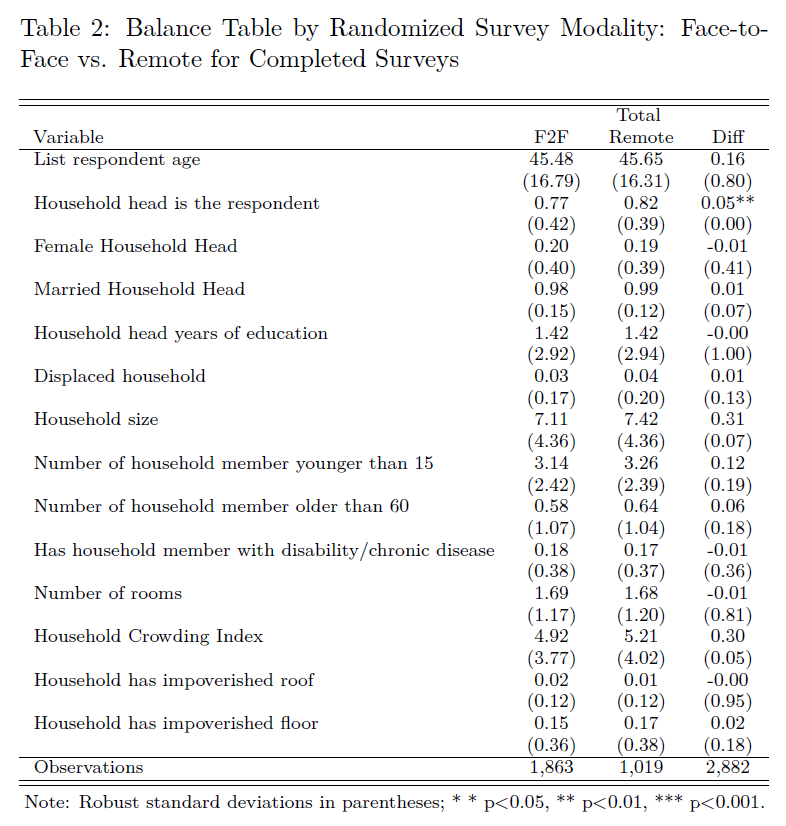 Table 2: Balance Table by Randomized Survey Modality: Face-to-
Face vs. Remote for Completed Surveys
Total
Variable F2F Remote Diff
List respondent age 45.48 45.65 0.16
(16.79) (16.31) (0.80)
Household head is the respondent 0.77 0.82 0.05**
(0.42) (0.39) (0.00)
Female Household Head 0.20 0.19 -0.01
(0.40) (0.39) (0.41)
Married Household Head 0.98 0.99 0.01
(0.15) (0.12) (0.07)
Household head years of education 1.42 1.42 -0.00
(2.92) (2.94) (1.00)
Displaced household 0.03 0.04 0.01
(0.17) (0.20) (0.13)
Household size 7.11 7.42 0.31
(4.36) (4.36) (0.07)
Number of household member younger than 15 3.14 3.26 0.12
(2.42) (2.39) (0.19)
Number of household member older than 60 0.58 0.64 0.06
(1.07) (1.04) (0.18)
Has household member with disability/chronic disease 0.18 0.17 -0.01
(0.38) (0.37) (0.36)
Number of rooms 1.69 1.68 -0.01
(1.17) (1.20) (0.81)
Household Crowding Index 4.92 5.21 0.30
(3.77) (4.02) (0.05)
Household has impoverished roof 0.02 0.01 -0.00
(0.12) (0.12) (0.95)
Household has impoverished floor 0.15 0.17 0.02
(0.36) (0.38) (0.18)
Observations 1,863 1,019 2,882
Note: Robust standard deviations in parentheses; * * p<0.05, ** p<0.01, *** p<0.001.